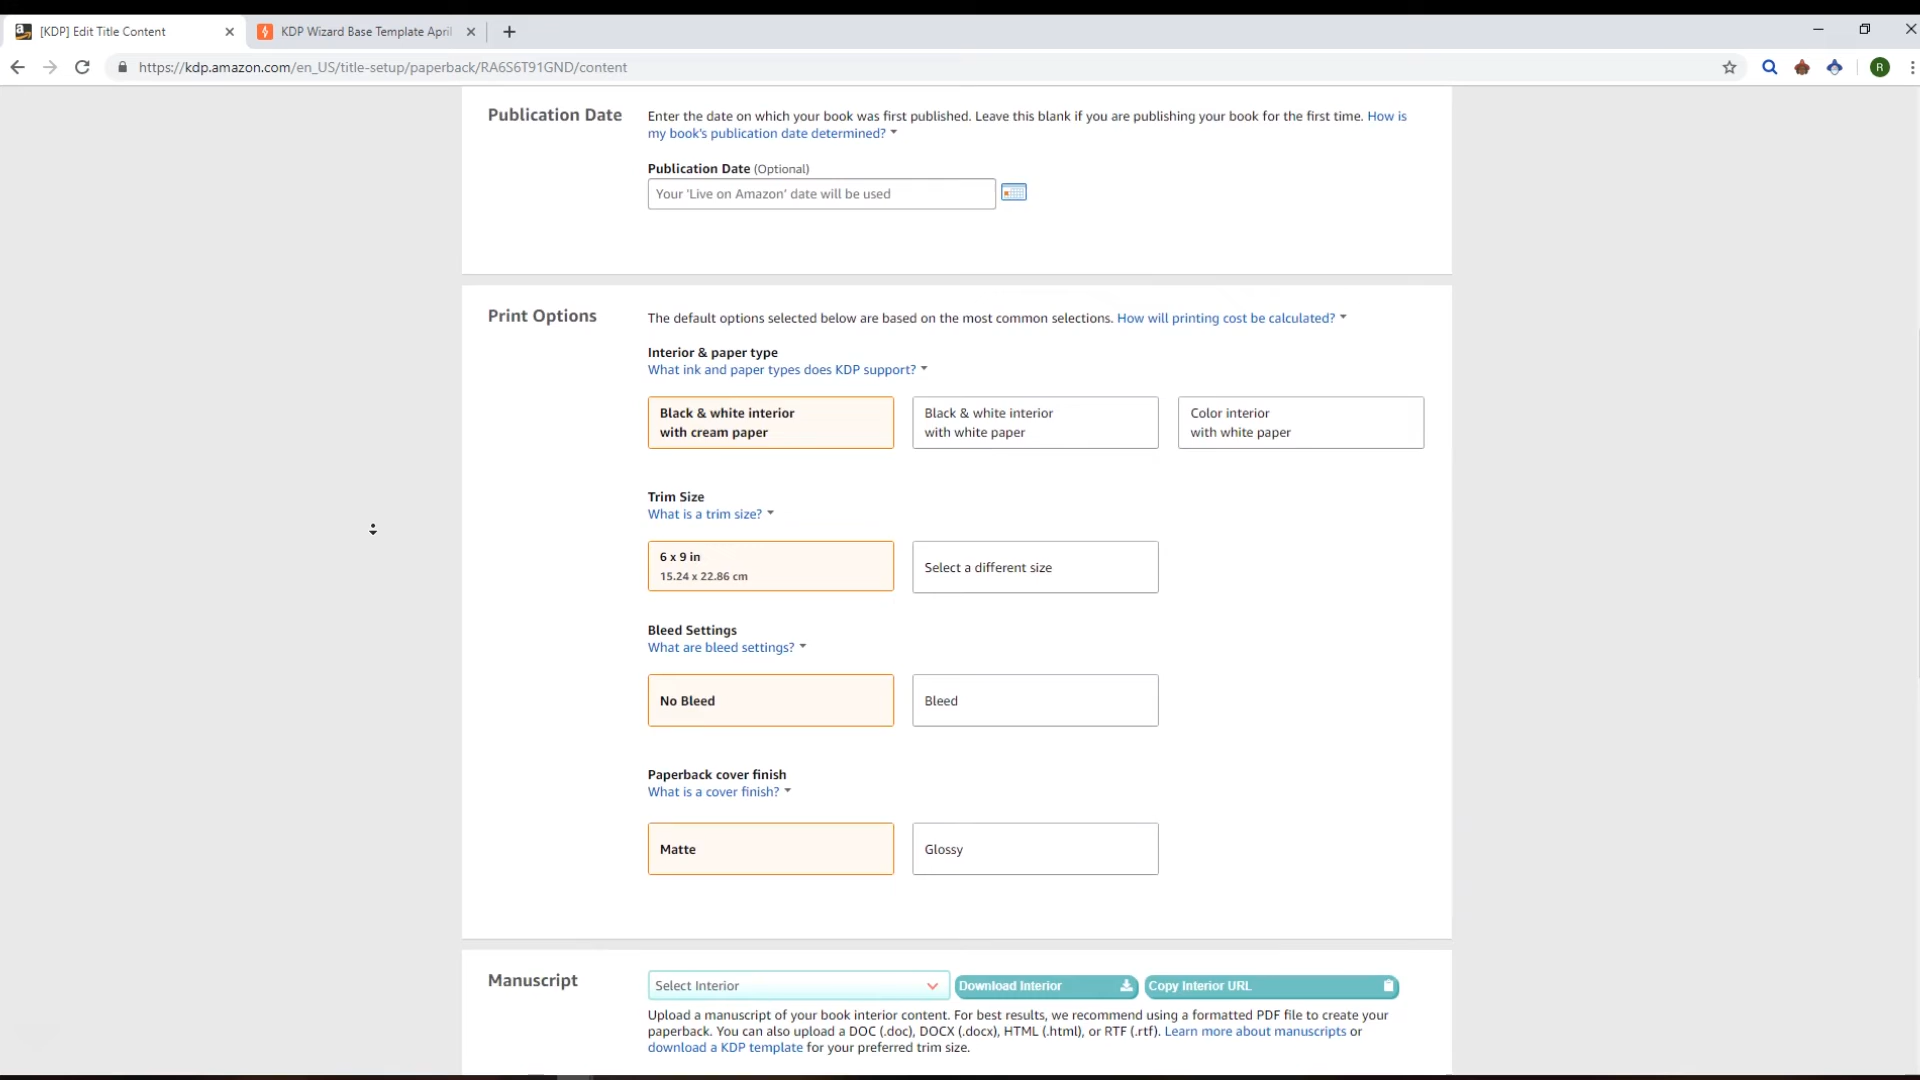 [KDP] Edit Title Content
KDP Wizard Base Template April
https://kdp.amazon.com/en_US/title-setup/paperback/RA6S6T91GND/content
R
Publication Date
Enter the date on which your book was first published. Leave this blank if you are publishing your book for the first time. How is
my book's publication date determined?
Publication Date (Optional)
Your 'Live on Amazon' date will be used
Print Options
The default options selected below are based on the most common selections. How will printing cost be calculated?
Interior & paper type
What ink and paper types does KDP support?
Black & white interior
with cream paper
Black & white interior
with white paper
Color interior
with white paper
Trim Size
What is a trim size?
6 x 9 in
15.24 x 22.86 cm
Select a different size
Bleed Settings
What are bleed settings?
No Bleed
Bleed
Paperback cover finish
What is a cover finish?
Matte
Glossy
Manuscript
Select Interior
Download Interior
Copy Interior URL
Upload a manuscript of your book interior content. For best results, we recommend using a formatted PDF file to create your
paperback. You can also upload a DOC (.doc), DOCX (.docx), HTML (.html), or RTF (.rtf). Learn more about manuscripts or
download a KDP template for your preferred trim size.